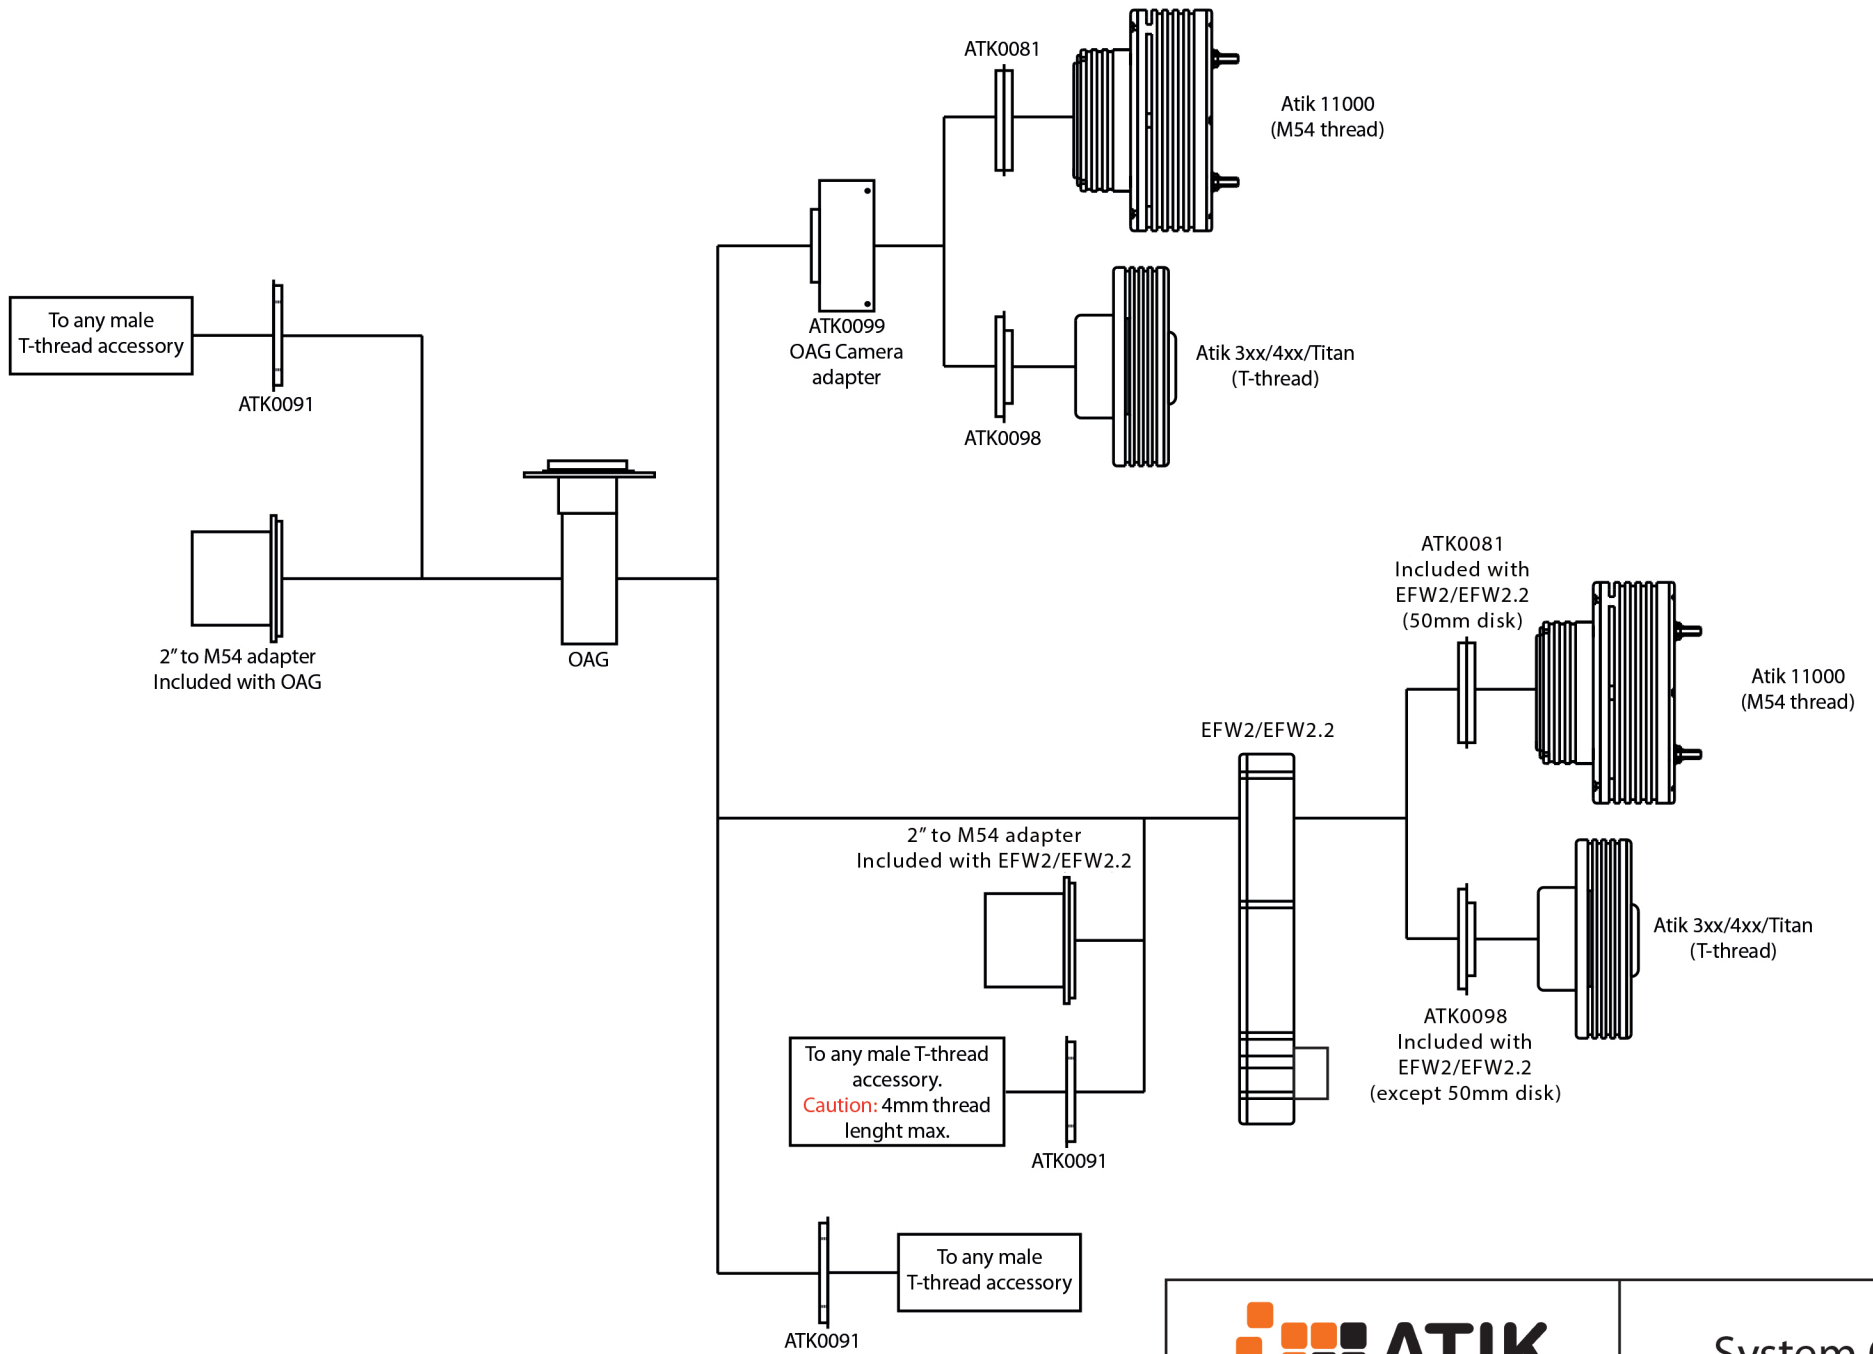 ATK0081
Atik 11000
(M54 thread)
To any male
T-thread accessory
ATK0091
ATK0099
OAG Camera
adapter
Atik 3xx/4xx/Titan
(T-thread)
ATK0098
2” to M54 adapter
Included with OAG
OAG
ATK0081
Included with
EFW2/EFW2.2
(50mm disk)
Atik 11000
(M54 thread)
EFW2/EFW2.2
2” to M54 adapter
Included with EFW2/EFW2.2
Atik 3xx/4xx/Titan
(T-thread)
ATK0098
Included with
EFW2/EFW2.2
(except 50mm disk)
To any male T-thread
accessory.
Caution: 4mm thread
lenght max.
ATK0091
To any male
T-thread accessory
ATK0091
ATIK
System